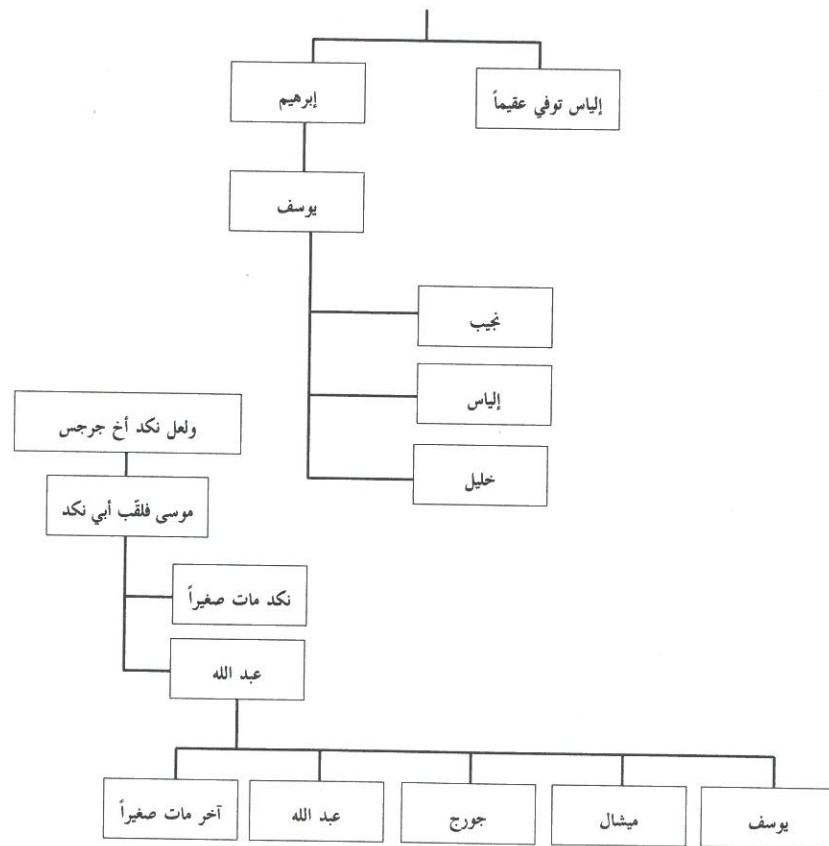 إلياس توفي عقيماً
إبرهيم
يوسف
نجيب
إلياس
خليل
ولعل نكد أخ جرجس
موسى فلقّب أبي نكد
نكد مات صغيراً
عبد الله
يوسف
ميشال
جورج
عبد الله
آخر مات صغيراً